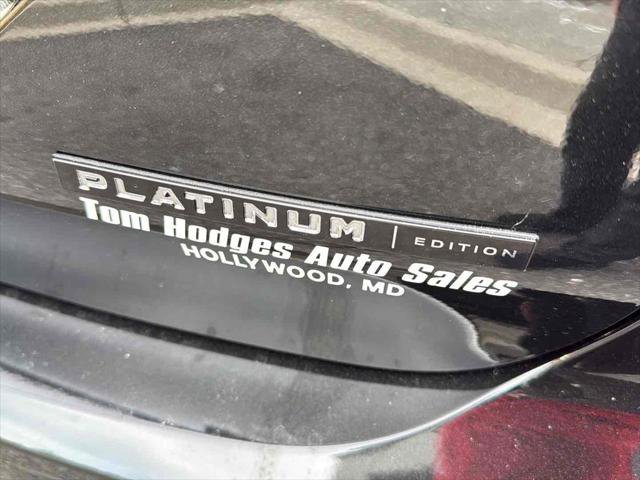 PLATINUM | EDITION
Tom Hodges Auto Sales
HOLLYWOOD, MD